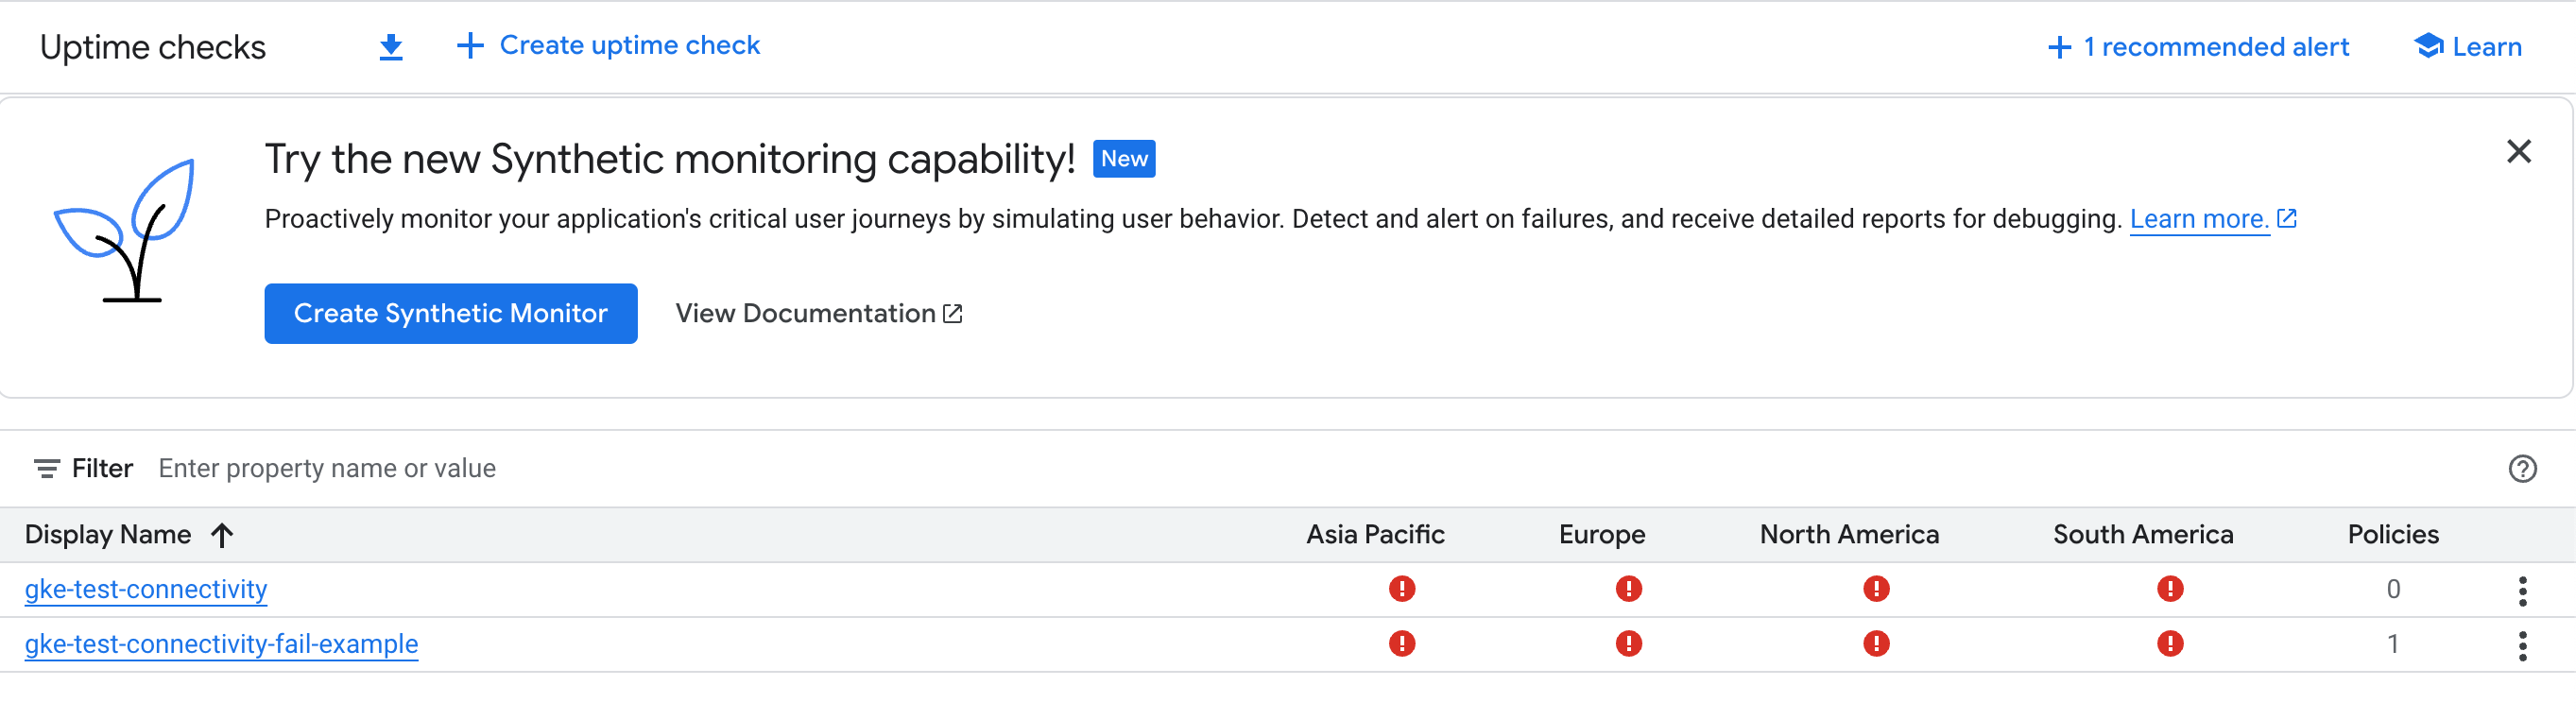 Uptime checks Create uptime check 1 recommended alert Learn
Try the new Synthetic monitoring capability! New
Proactively monitor your application's critical user journeys by simulating user behavior. Detect and alert on failures, and receive detailed reports for debugging. Learn more.
Create Synthetic Monitor View Documentation
Filter Enter property name or value
Display Name Asia Pacific Europe North America South America Policies
gke-test-connectivity 0
gke-test-connectivity-fail-example 1